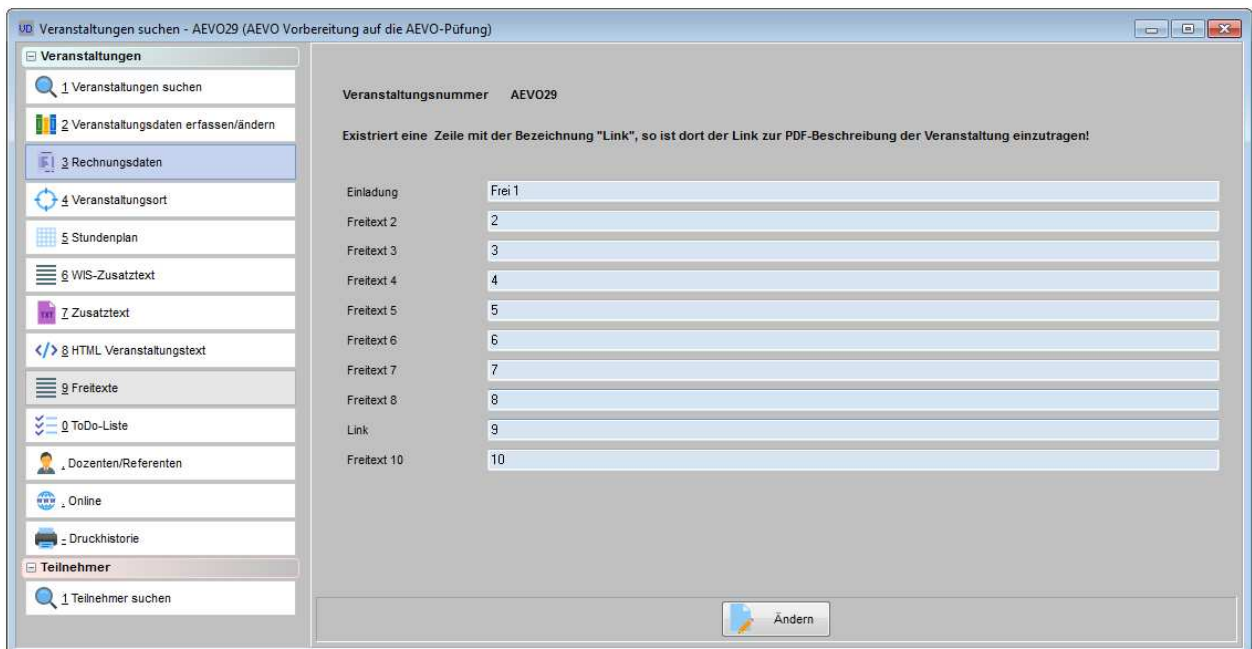 VD Veranstaltungen suchen - AEVO29 (AEVO Vorbereitung auf die AEVO-Püfung)
Veranstaltungen
1 Veranstaltungen suchen
2 Veranstaltungsdaten erfassen/ändern
3 Rechnungsdaten
4 Veranstaltungsort
5 Stundenplan
6 WIS-Zusatztext
TXT 7 Zusatztext
</> 8 HTML Veranstaltungstext
9 Freitexte
0 ToDo-Liste
, Dozenten/Referenten
www . Online
- Druckhistorie
Teilnehmer
1 Teilnehmer suchen
Veranstaltungsnummer AEVO29
Existriert eine Zeile mit der Bezeichnung "Link", so ist dort der Link zur PDF-Beschreibung der Veranstaltung einzutragen!
Einladung Frei 1
Freitext 2 2
Freitext 3 3
Freitext 4 4
Freitext 5 5
Freitext 6 6
Freitext 7 7
Freitext 8 8
Link 9
Freitext 10 10
Ändern